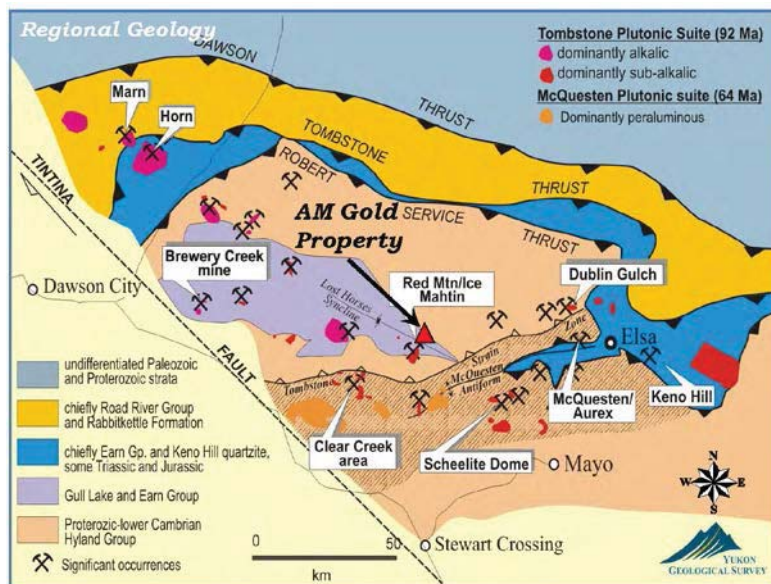 Regional Geology
DAWSON
THRUST
Tombstone Plutonic Suite (92 Ma)
dominantly alkalic
dominantly sub-alkalic
McQuesten Plutonic suite (64 Ma)
Dominantly peraluminous
Marn
Horn
TOMBSTONE
THRUST
ROBERT
SERVICE
THRUST
TINTINA
FAULT
AM Gold
Property
Brewery Creek
mine
Red Mtn/Ice
Mahtin
Dublin Gulch
Dawson City
Lost Horses
Syncline
Elsa
Tombstone
Strain
Zone
McQuesten
Antiform
McQuesten/
Aurex
Keno Hill
Clear Creek
area
Scheelite Dome
Mayo
Stewart Crossing
undifferentiated Paleozoic
and Proterozoic strata
chiefly Road River Group
and Rabbitkettle Formation
chiefly Earn Gp. and Keno Hill quartzite,
some Triassic and Jurassic
Gull Lake and Earn Group
Proterozic-lower Cambrian
Hyland Group
Significant occurrences
0
50
km
N
W
E
S
YUKON
GEOLOGICAL SURVEY